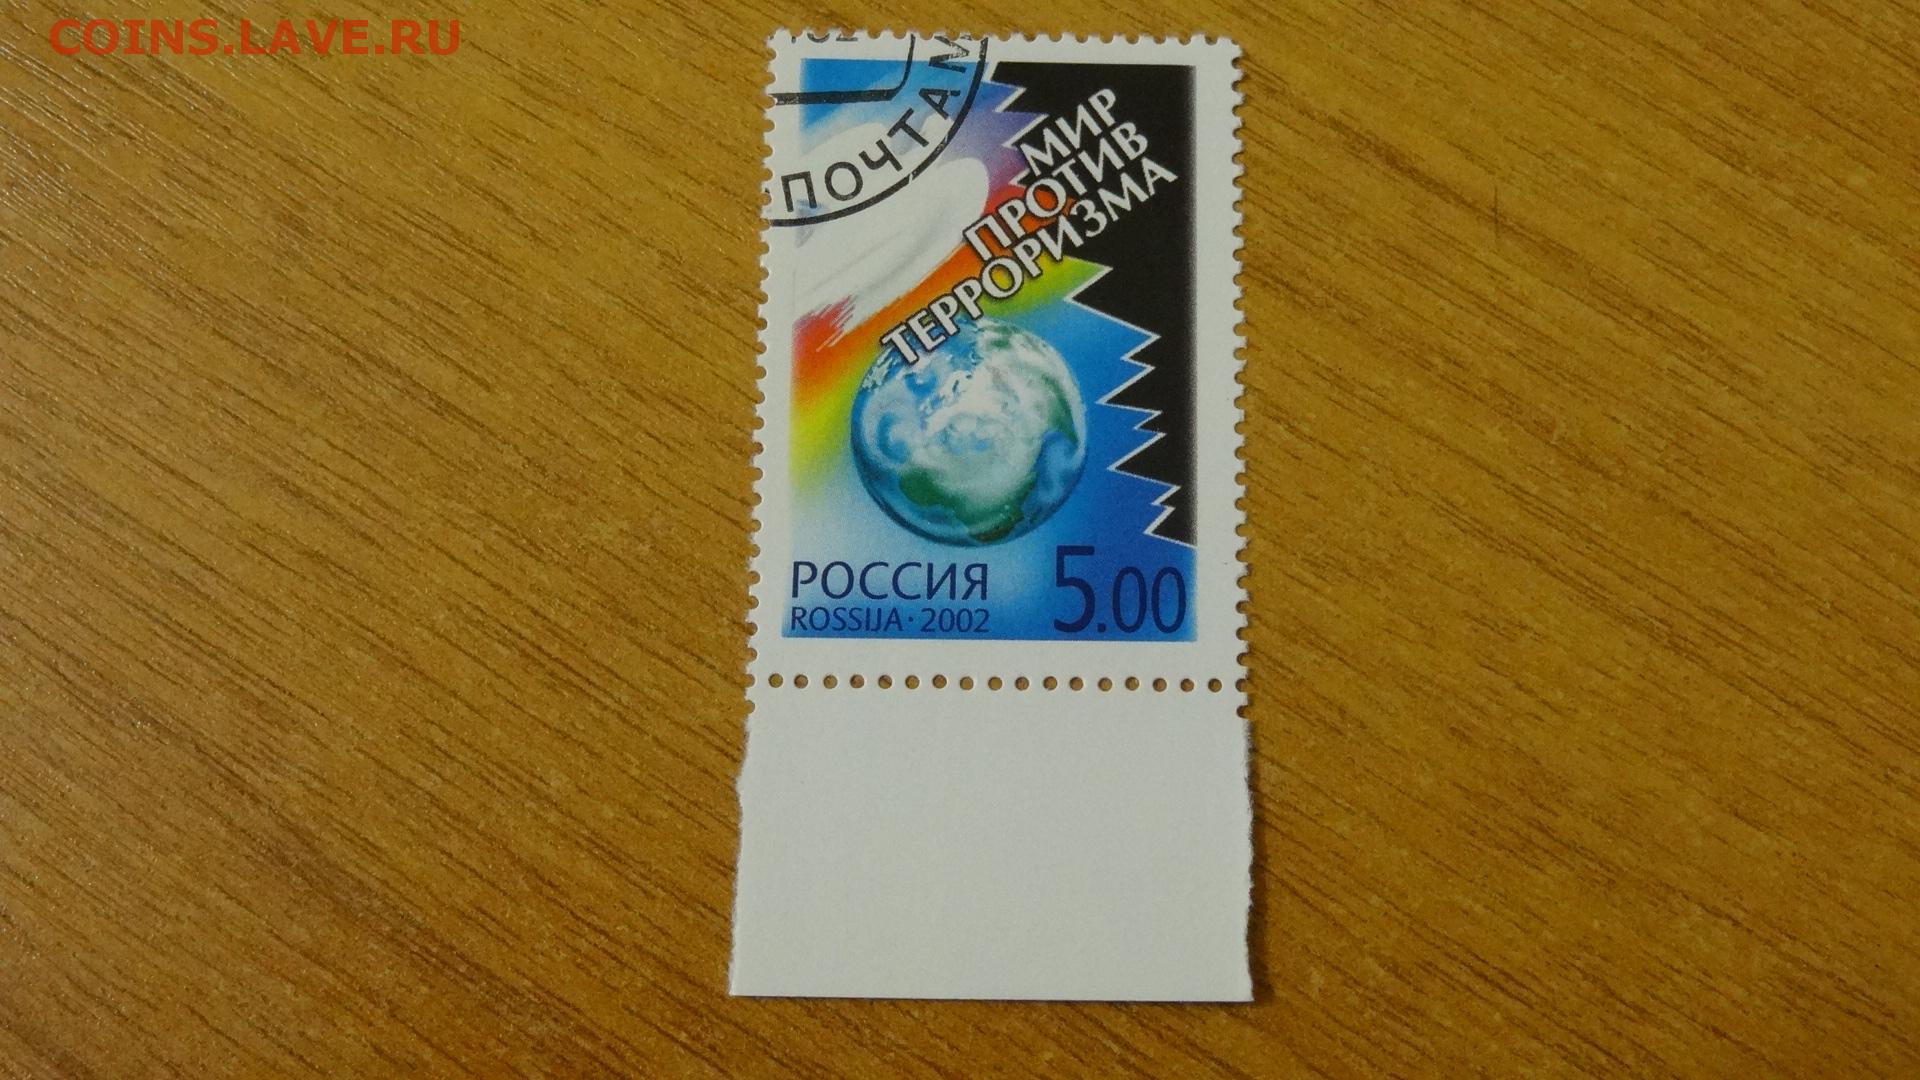 COINS.LAVE.RU
ПОЧТАМ
МИР
ПРОТИВ
ТЕРРОРИЗМА
РОССИЯ
ROSSIJA · 2002
5.00